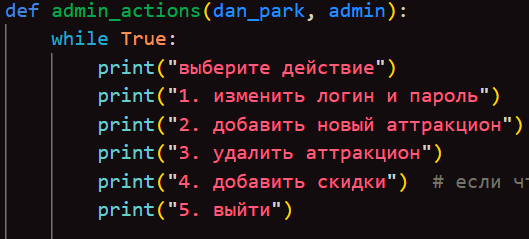 def admin_actions(dan_park, admin):
while True:
print("выберите действие")
print("1. изменить логин и пароль")
print("2. добавить новый аттракцион")
print("3. удалить аттракцион")
print("4. добавить скидки") # если
print("5. выйти")